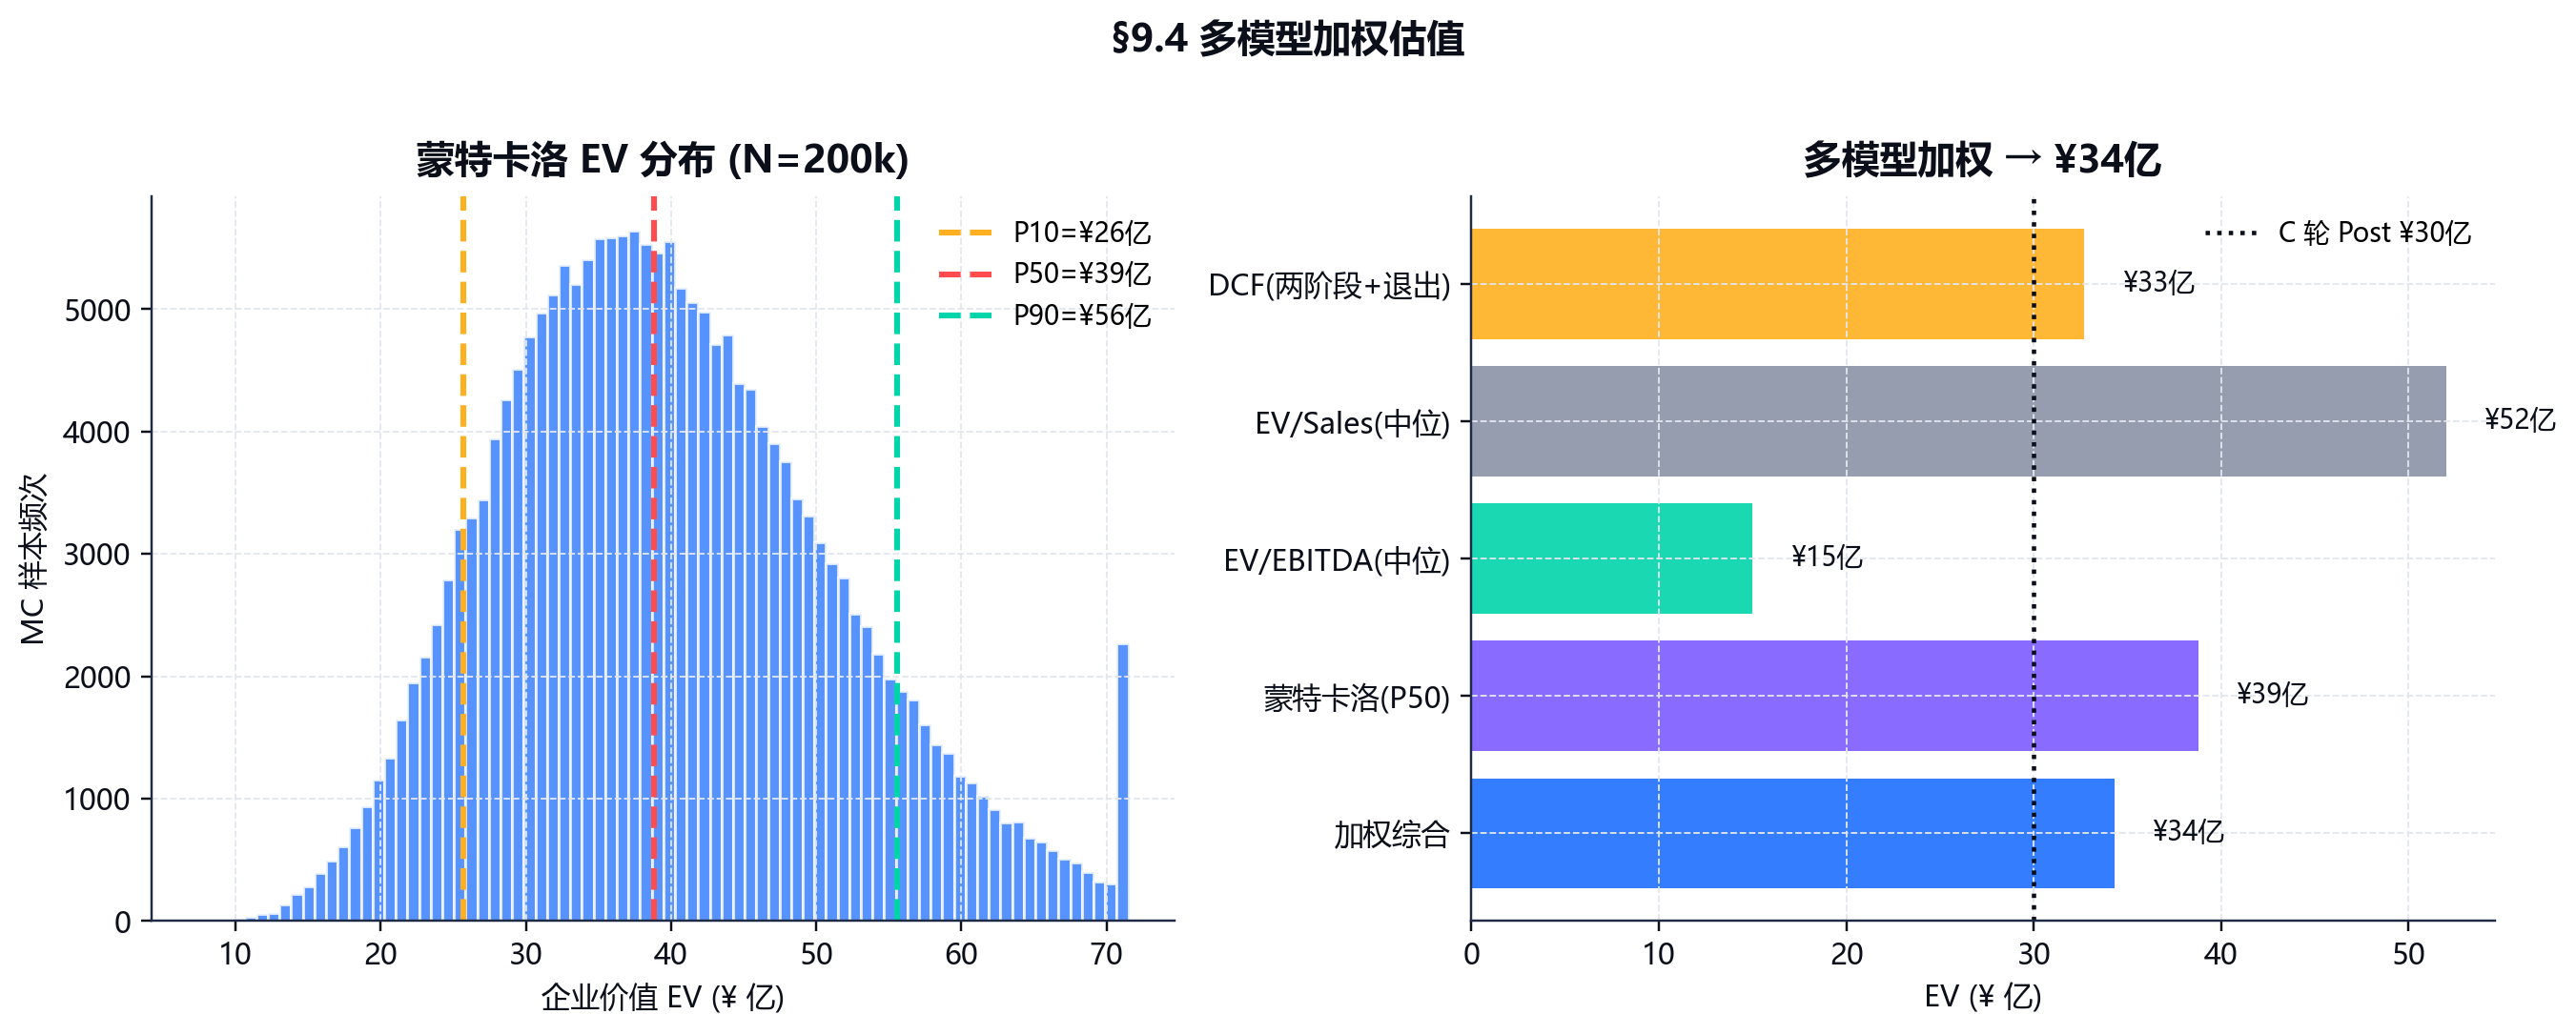 §9.4 多模型加权估值
蒙特卡洛 EV 分布 (N=200k)
MC 样本频次
5000
4000
3000
2000
1000
0
10 20 30 40 50 60 70
企业价值 EV (¥ 亿)
P10=¥26亿
P50=¥39亿
P90=¥56亿
多模型加权 → ¥34亿
C 轮 Post ¥30亿
DCF(两阶段+退出)
¥33亿
EV/Sales(中位)
¥52亿
EV/EBITDA(中位)
¥15亿
蒙特卡洛(P50)
¥39亿
加权综合
¥34亿
0 10 20 30 40 50
EV (¥ 亿)